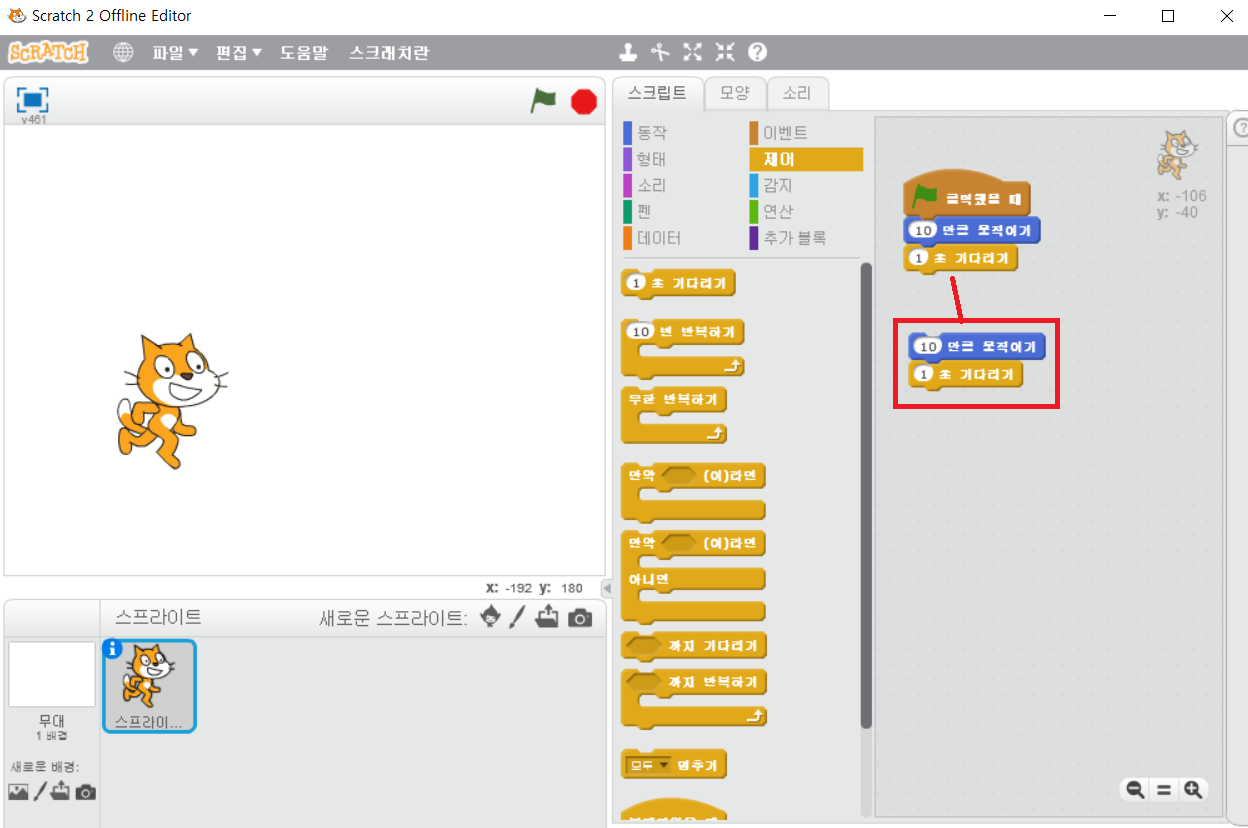 Scratch 2 Offline Editor
SCRATCH 파일 편집 도움말 스크래치란
v461
스크립트 모양 소리
동작 이벤트
형태 제어
소리 감지
펜 연산
데이터 추가 블록
1 초 기다리기
10 번 반복하기
무한 반복하기
만약 (이)라면
만약 (이)라면
아니면
까지 기다리기
까지 반복하기
모두 멈추기
클릭했을 때
10 만큼 움직이기
1 초 기다리기
10 만큼 움직이기
1 초 기다리기
x: -106
y: -40
x: -192 y: 180
스프라이트 새로운 스프라이트:
무대
1 배경
스프라이...
새로운 배경: